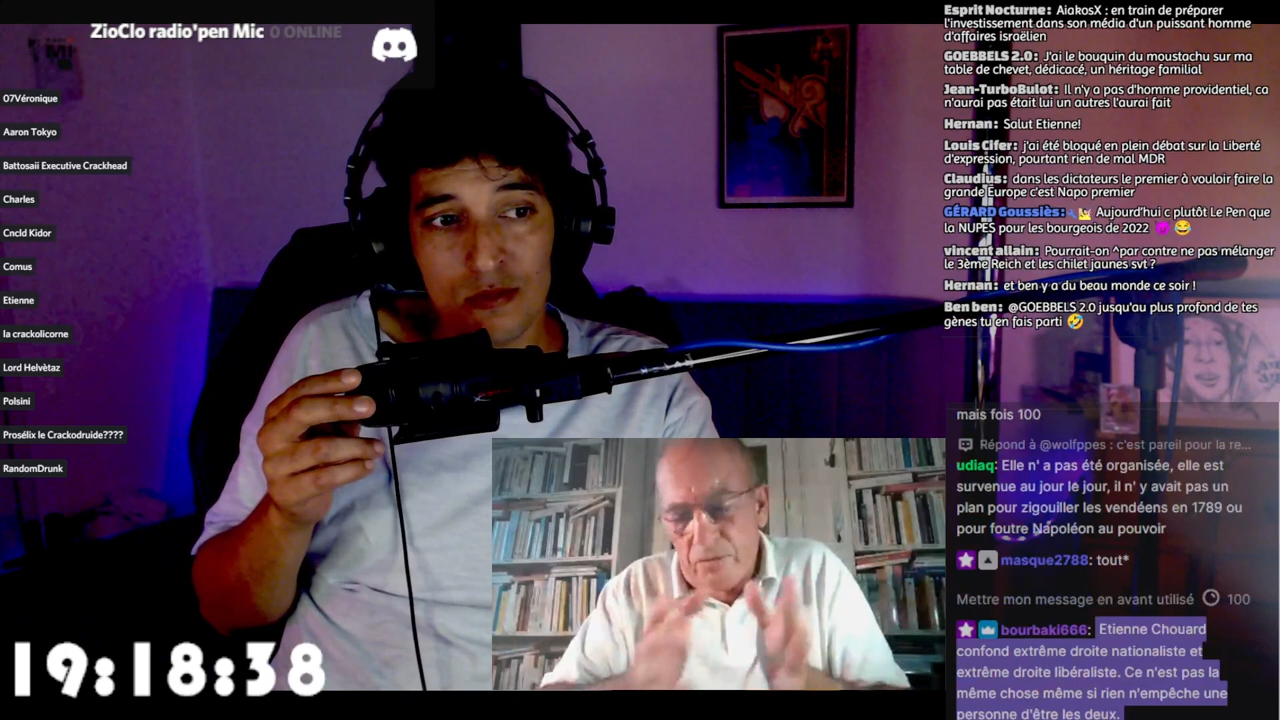 ZioClo radio'pen Mic 0 ONLINE
07Véronique
Aaron Tokyo
Battosaii Executive Crackhead
Charles
Cncld Kidor
Comus
Etienne
la crackolicorne
Lord Helvètaz
Polsini
Prosélix le Crackodruide????
RandomDrunk
19:18:38
Esprit Nocturne: AiakosX : en train de préparer
l'investissement dans son média d'un puissant homme
d'affaires israëlien
GOEBBELS 2.0: J'ai le bouquin du moustachu sur ma
table de chevet, dédicacé, un héritage familial
Jean-TurboBulot: Il n'y a pas d'homme providentiel, ca
n'aurai pas était lui un autres l'aurai fait
Hernan: Salut Etienne!
Louis Cifer: j'ai été bloqué en plein débat sur la Liberté
d'expression, pourtant rien de mal MDR
Claudius: dans les dictateurs le premier à vouloir faire la
grande Europe c'est Napo premier
GÉRARD Goussiès: Aujourd'hui c plutôt Le Pen que
la NUPES pour les bourgeois de 2022 😈 😂
vincent allain: Pourrait-on ^par contre ne pas mélanger
le 3ème Reich et les chilet jaunes svt ?
Hernan: et ben y a du beau monde ce soir !
Ben ben: @GOEBBELS 2.0 jusqu'au plus profond de tes
gènes tu en fais parti 🤣
mais fois 100
Répond à @wolfppes : c'est pareil pour la re...
udiaq: Elle n' a pas été organisée, elle est
survenue au jour le jour, il n' y avait pas un
plan pour zigouiller les vendéens en 1789 ou
pour foutre Napoléon au pouvoir
masque2788: tout*
Mettre mon message en avant utilisé 100
bourbaki666: Etienne Chouard
confond extrême droite nationaliste et
extrême droite libéraliste. Ce n'est pas la
même chose même si rien n'empêche une
personne d'être les deux.